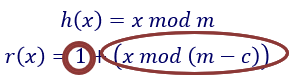 h(x) = x mod m
r(x) = 1 + (x mod (m − c))